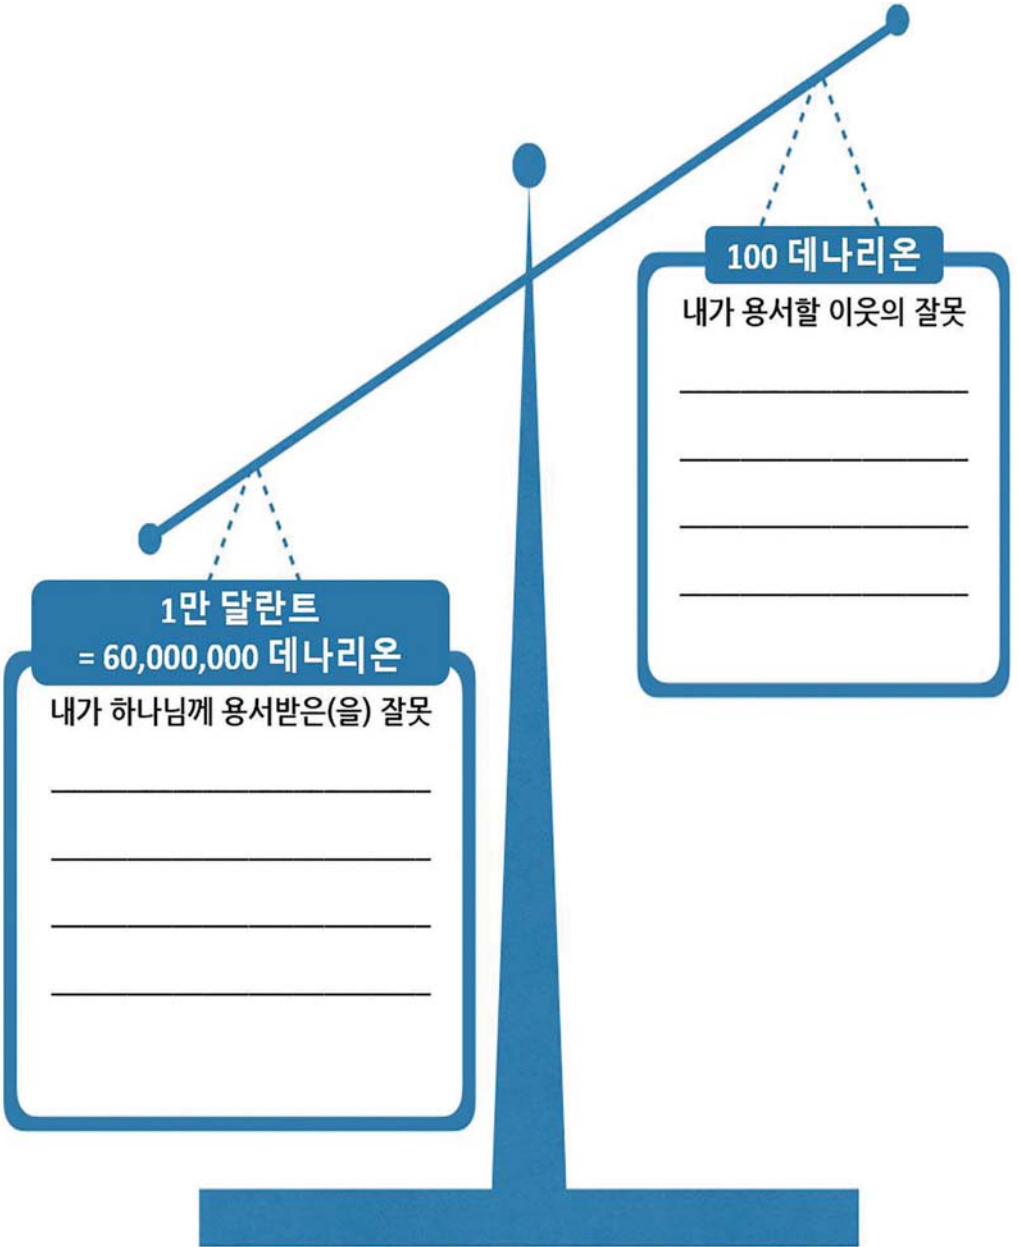 100 데나리온
내가 용서할 이웃의 잘못
1만 달란트
= 60,000,000 데나리온
내가 하나님께 용서받은(을) 잘못